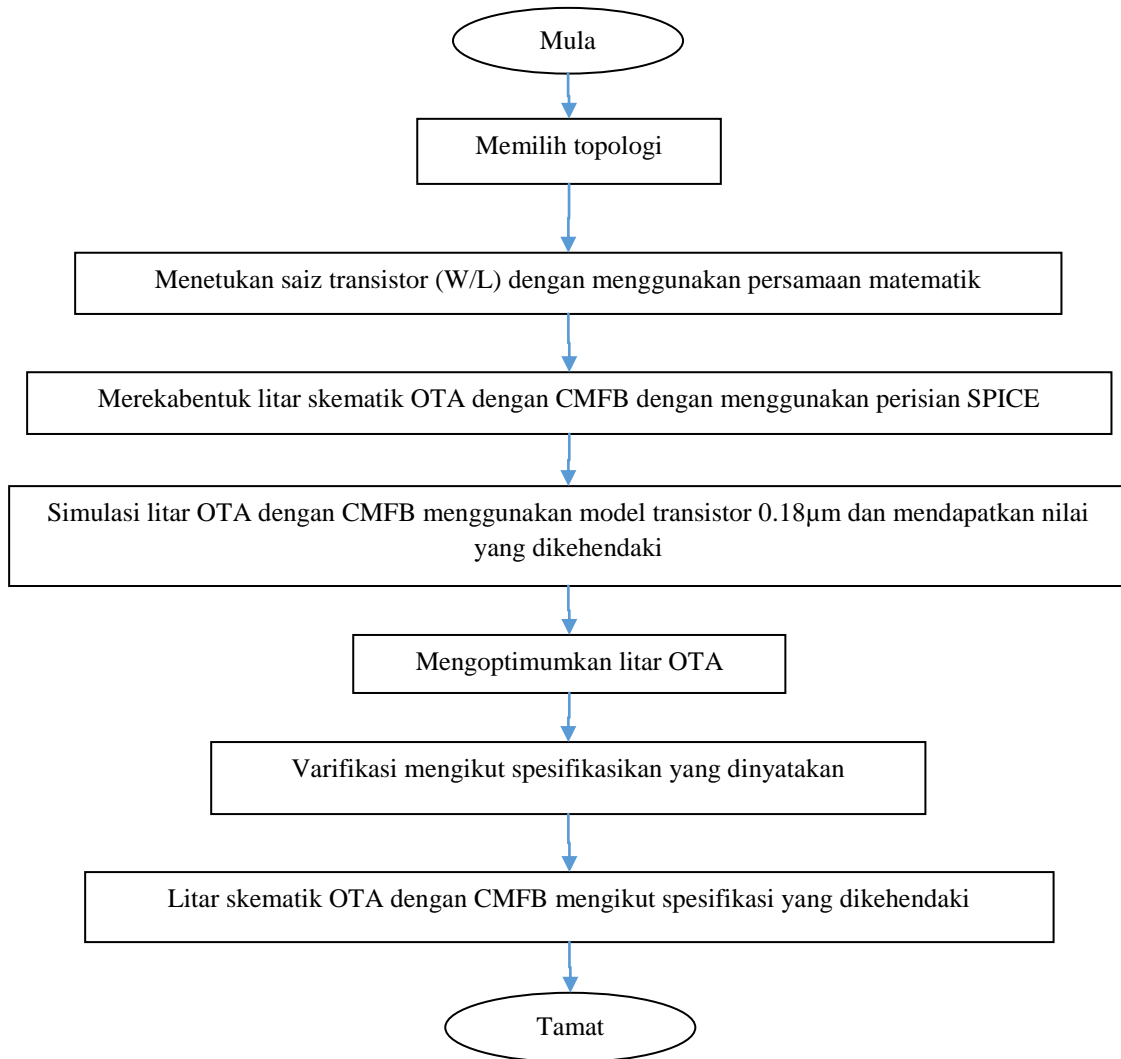 Mula
Memilih topologi
Menetukan saiz transistor (W/L) dengan menggunakan persamaan matematik
Merekabentuk litar skematik OTA dengan CMFB dengan menggunakan perisian SPICE
Simulasi litar OTA dengan CMFB menggunakan model transistor 0.18µm dan mendapatkan nilai
yang dikehendaki
Mengoptimumkan litar OTA
Varifikasi mengikut spesifikasikan yang dinyatakan
Litar skematik OTA dengan CMFB mengikut spesifikasi yang dikehendaki
Tamat